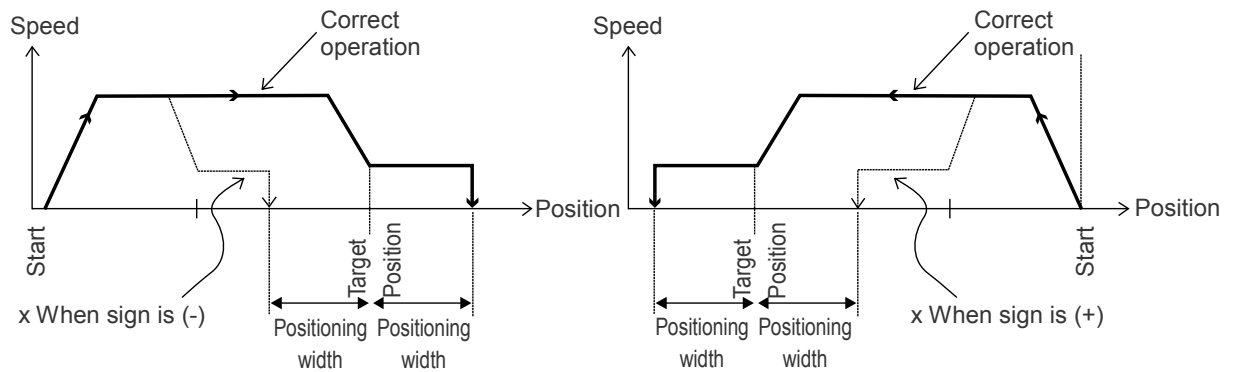 Speed
Correct
operation
Position
Start
Target
Position
x When sign is (-)
Positioning
width
Positioning
width
Speed
Correct
operation
Position
Start
Target
Position
x When sign is (+)
Positioning
width
Positioning
width